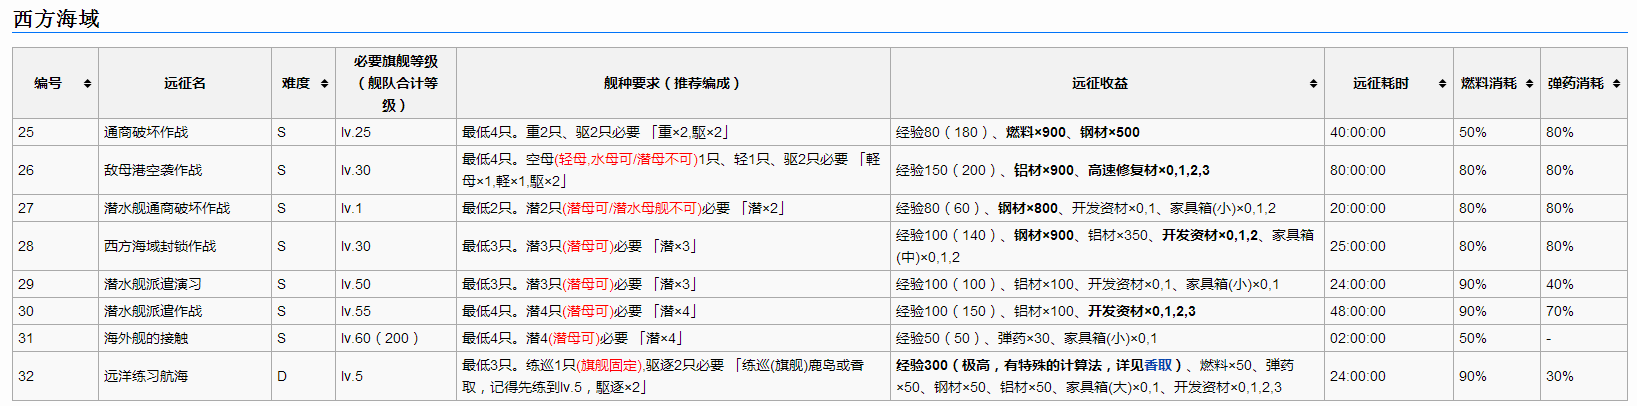 西方海域
编号 远征名 难度 必要旗舰等级（舰队合计等级） 舰种要求（推荐编成） 远征收益 远征耗时 燃料消耗 弹药消耗
25 通商破坏作战 S lv.25 最低4只。重2只、驱2只必要 「重×2,駆×2」 经验80（180）、燃料×900、钢材×500 40:00:00 50% 80%
26 敌母港空袭作战 S lv.30 最低4只。空母(轻母,水母可/潜母不可)1只、轻1只、驱2只必要 「軽母×1,軽×1,駆×2」 经验150（200）、铝材×900、高速修复材×0,1,2,3 80:00:00 80% 80%
27 潜水舰通商破坏作战 S lv.1 最低2只。潜2只(潜母可/潜水母舰不可)必要 「潜×2」 经验80（60）、钢材×800、开发资材×0,1、家具箱(小)×0,1,2 20:00:00 80% 80%
28 西方海域封锁作战 S lv.30 最低3只。潜3只(潜母可)必要 「潜×3」 经验100（140）、钢材×900、铝材×350、开发资材×0,1,2、家具箱(中)×0,1,2 25:00:00 80% 80%
29 潜水舰派遣演习 S lv.50 最低3只。潜3只(潜母可)必要 「潜×3」 经验100（100）、铝材×100、开发资材×0,1、家具箱(小)×0,1 24:00:00 90% 40%
30 潜水舰派遣作战 S lv.55 最低4只。潜4只(潜母可)必要 「潜×4」 经验100（150）、铝材×100、开发资材×0,1,2,3 48:00:00 90% 70%
31 海外舰的接触 S lv.60（200） 最低4只。潜4(潜母可)必要 「潜×4」 经验50（50）、弹药×30、家具箱(小)×0,1 02:00:00 50% -
32 远洋练习航海 D lv.5 最低3只。练巡1只(旗舰固定),驱逐2只必要 「练巡(旗舰)鹿岛或香取，记得先练到lv.5，駆逐×2」 经验300（极高，有特殊的计算法，详见香取）、燃料×50、弹药×50、钢材×50、铝材×50、家具箱(大)×0,1、开发资材×0,1,2,3 24:00:00 90% 30%